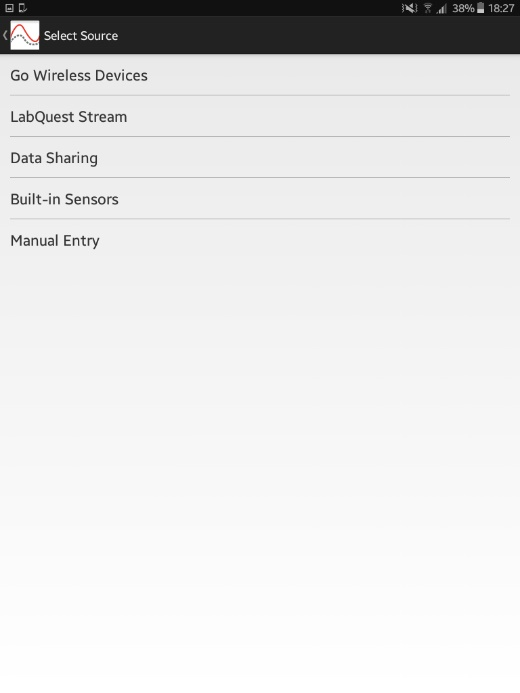 38% 18:27
Select Source
Go Wireless Devices
LabQuest Stream
Data Sharing
Built-in Sensors
Manual Entry